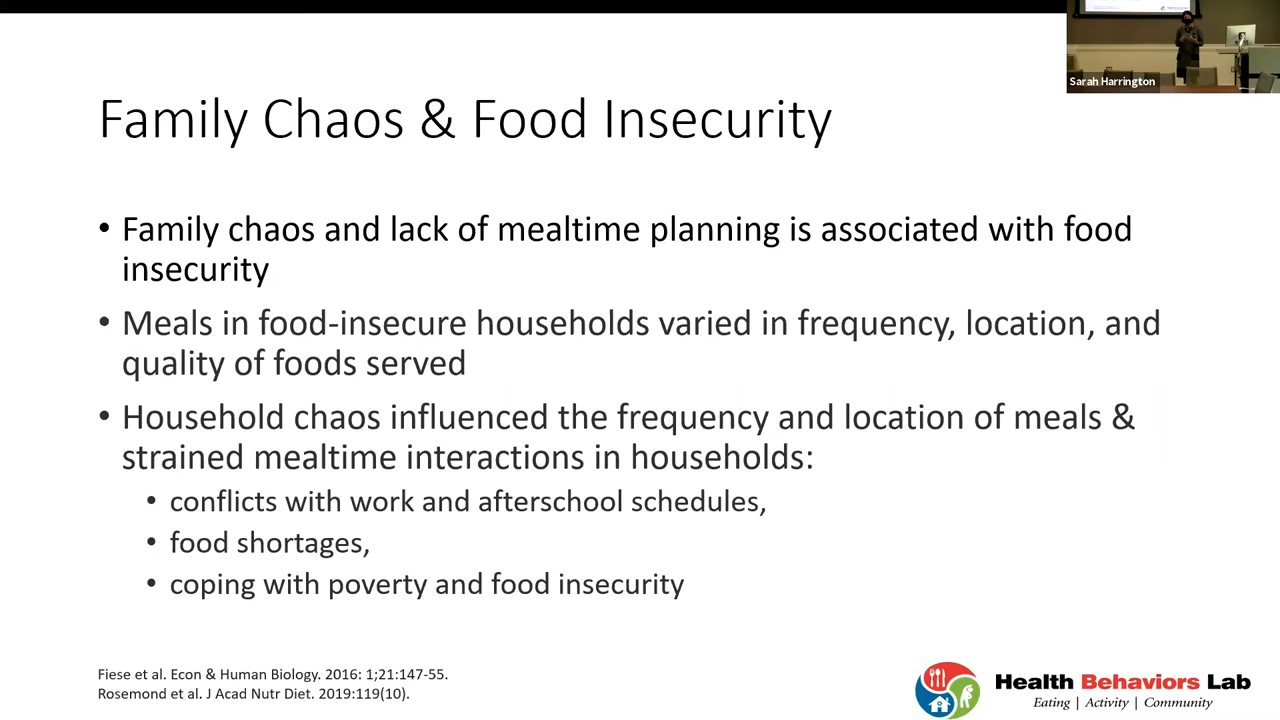 Sarah Harrington
Family Chaos & Food Insecurity
• Family chaos and lack of mealtime planning is associated with food
insecurity
• Meals in food-insecure households varied in frequency, location, and
quality of foods served
• Household chaos influenced the frequency and location of meals &
strained mealtime interactions in households:
• conflicts with work and afterschool schedules,
• food shortages,
• coping with poverty and food insecurity
Fiese et al. Econ & Human Biology. 2016: 1;21:147-55.
Rosemond et al. J Acad Nutr Diet. 2019:119(10).
Health Behaviors Lab
Eating | Activity | Community